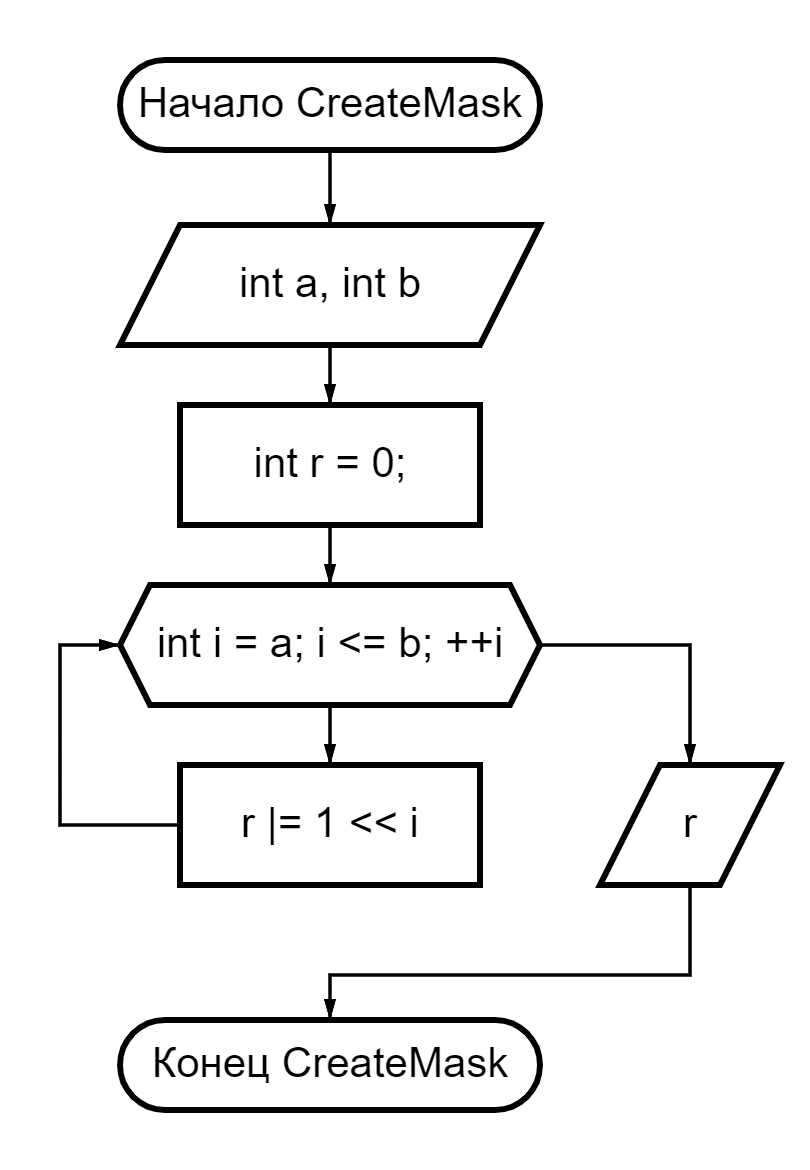 Начало CreateMask
int a, int b
int r = 0;
int i = a; i <= b; ++i
r |= 1 << i
r
Конец CreateMask